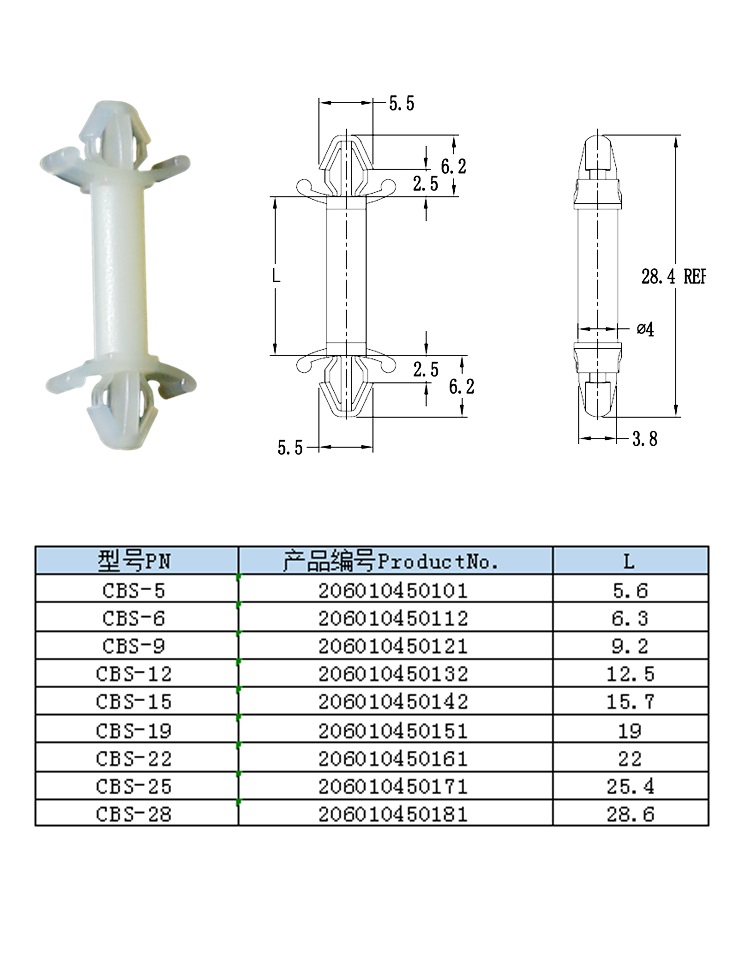 5.5
6.2
2.5
L
28.4 REF
ø4
2.5
6.2
5.5
3.8
型号PN 产品编号ProductNo. L
CBS-5 206010450101 5.6
CBS-6 206010450112 6.3
CBS-9 206010450121 9.2
CBS-12 206010450132 12.5
CBS-15 206010450142 15.7
CBS-19 206010450151 19
CBS-22 206010450161 22
CBS-25 206010450171 25.4
CBS-28 206010450181 28.6